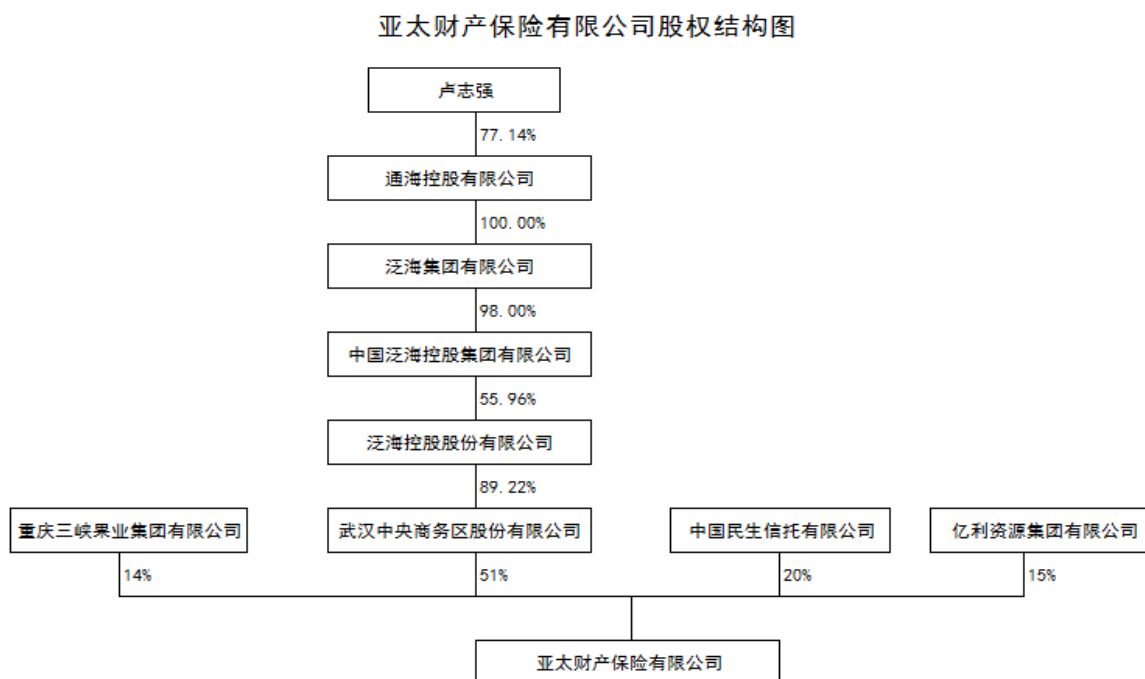 亚太财产保险有限公司股权结构图
卢志强
77.14%
通海控股有限公司
100.00%
泛海集团有限公司
98.00%
中国泛海控股集团有限公司
55.96%
泛海控股股份有限公司
89.22%
重庆三峡果业集团有限公司
武汉中央商务区股份有限公司
中国民生信托有限公司
亿利资源集团有限公司
14%
51%
20%
15%
亚太财产保险有限公司